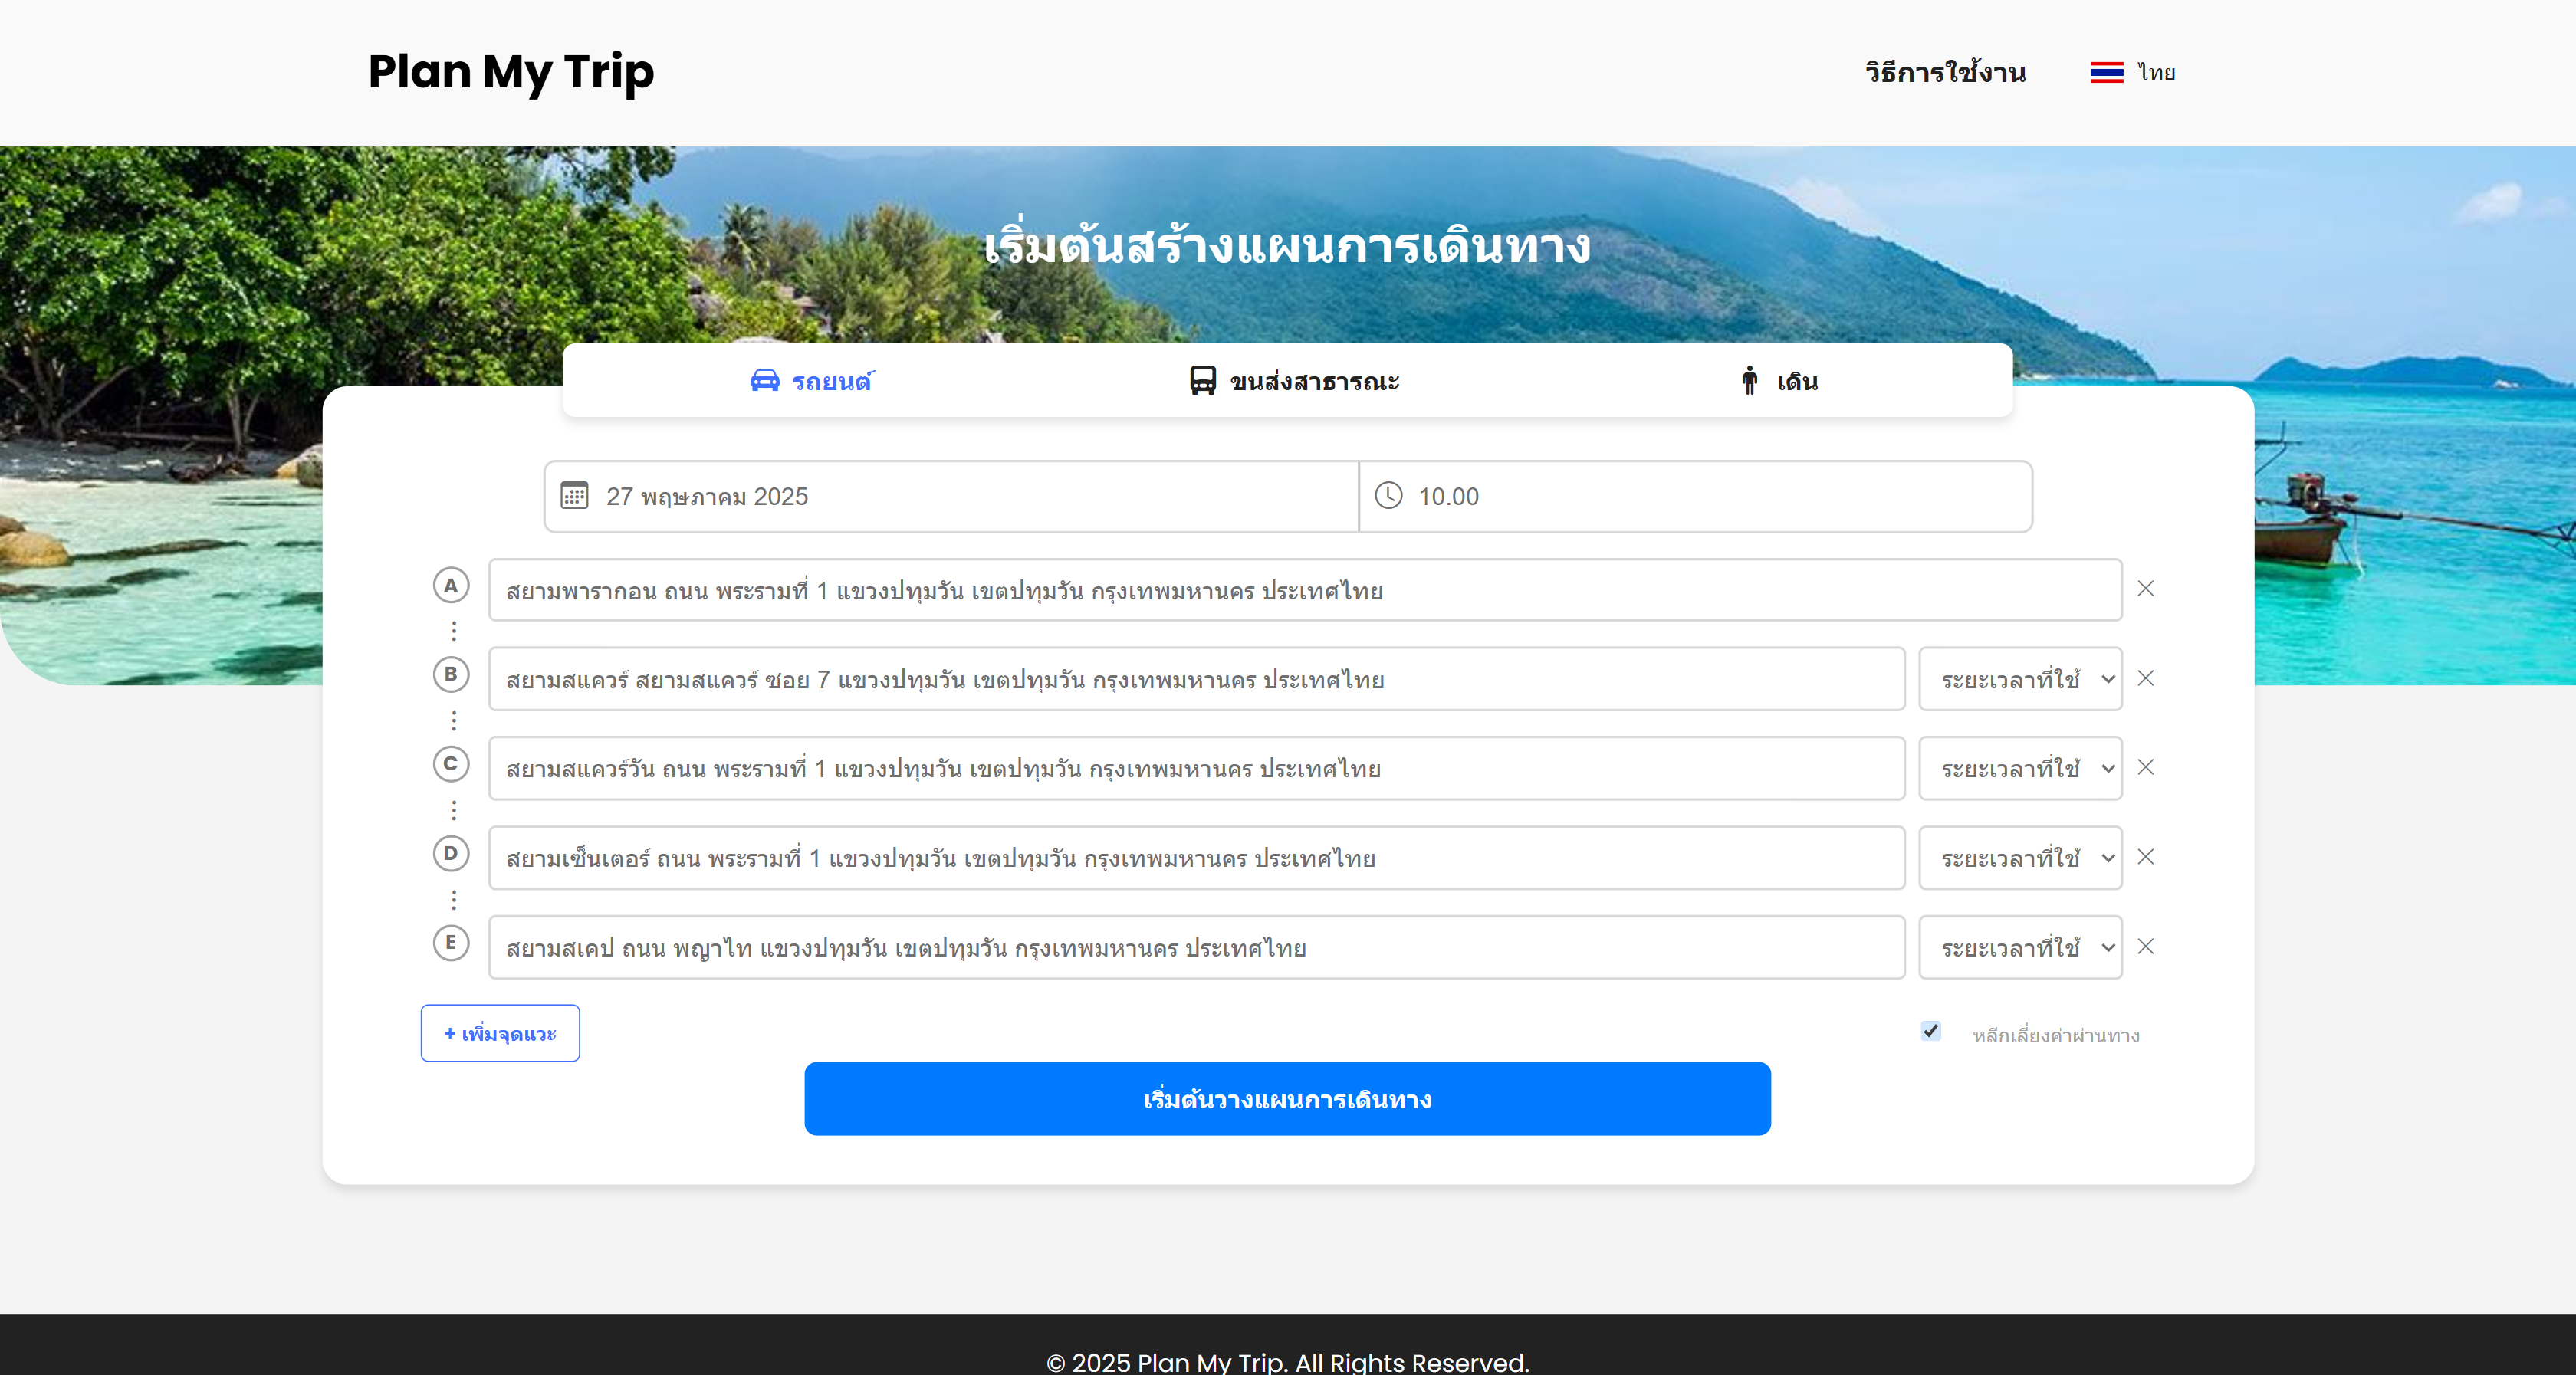 Plan My Trip
วิธีการใช้งาน
ไทย
เริ่มต้นสร้างแผนการเดินทาง
รถยนต์
ขนส่งสาธารณะ
เดิน
27 พฤษภาคม 2025
10.00
A
สยามพารากอน ถนน พระรามที่ 1 แขวงปทุมวัน เขตปทุมวัน กรุงเทพมหานคร ประเทศไทย
B
สยามสแควร์ สยามสแควร์ ซอย 7 แขวงปทุมวัน เขตปทุมวัน กรุงเทพมหานคร ประเทศไทย
ระยะเวลาที่ใช้
C
สยามสแควร์วัน ถนน พระรามที่ 1 แขวงปทุมวัน เขตปทุมวัน กรุงเทพมหานคร ประเทศไทย
ระยะเวลาที่ใช้
D
สยามเซ็นเตอร์ ถนน พระรามที่ 1 แขวงปทุมวัน เขตปทุมวัน กรุงเทพมหานคร ประเทศไทย
ระยะเวลาที่ใช้
E
สยามสเคป ถนน พญาไท แขวงปทุมวัน เขตปทุมวัน กรุงเทพมหานคร ประเทศไทย
ระยะเวลาที่ใช้
+ เพิ่มจุดแวะ
หลีกเลี่ยงค่าผ่านทาง
เริ่มต้นวางแผนการเดินทาง
© 2025 Plan My Trip. All Rights Reserved.